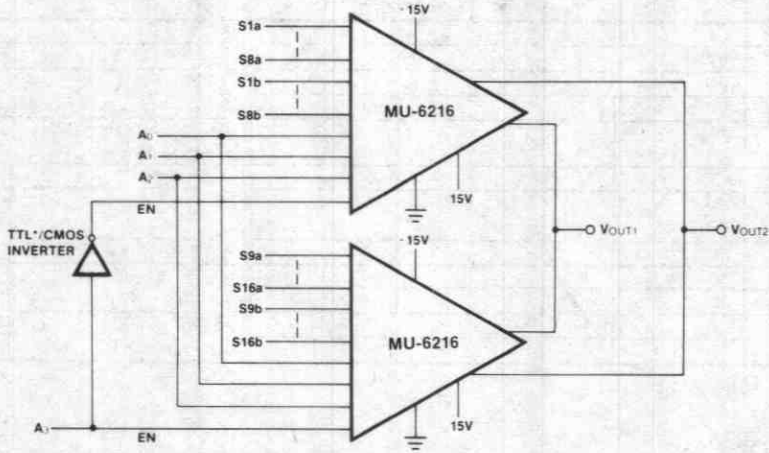 S1a
- 15V
S8a
S1b
MU-6216
S8b
A0
A1
A2
15V
EN
TTL*/CMOS
INVERTER
VOUT1
VOUT2
S9a
- 15V
S16a
S9b
MU-6216
S16b
15V
A3
EN